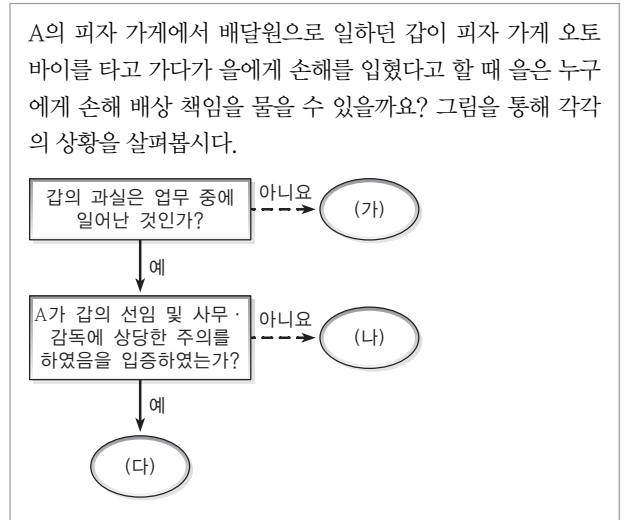 A의 피자 가게에서 배달원으로 일하던 갑이 피자 가게 오토
바이를 타고 가다가 을에게 손해를 입혔다고 할 때 을은 누구
에게 손해 배상 책임을 물을 수 있을까요? 그림을 통해 각각
의 상황을 살펴봅시다.
갑의 과실은 업무 중에
일어난 것인가?
아니요
(가)
예
A가 갑의 선임 및 사무 ·
감독에 상당한 주의를
하였음을 입증하였는가?
아니요
(나)
예
(다)